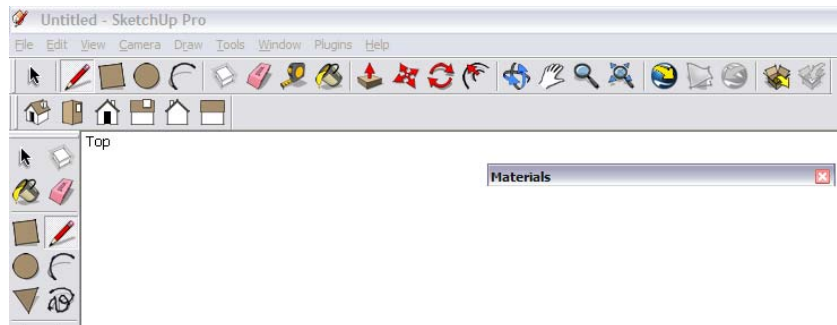 Untitled - SketchUp Pro
File Edit View Camera Draw Tools Window Plugins Help
Top
Materials